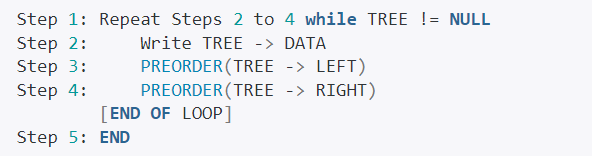 Step 1: Repeat Steps 2 to 4 while TREE != NULL
Step 2:     Write TREE -> DATA
Step 3:     PREORDER(TREE -> LEFT)
Step 4:     PREORDER(TREE -> RIGHT)
        [END OF LOOP]
Step 5: END